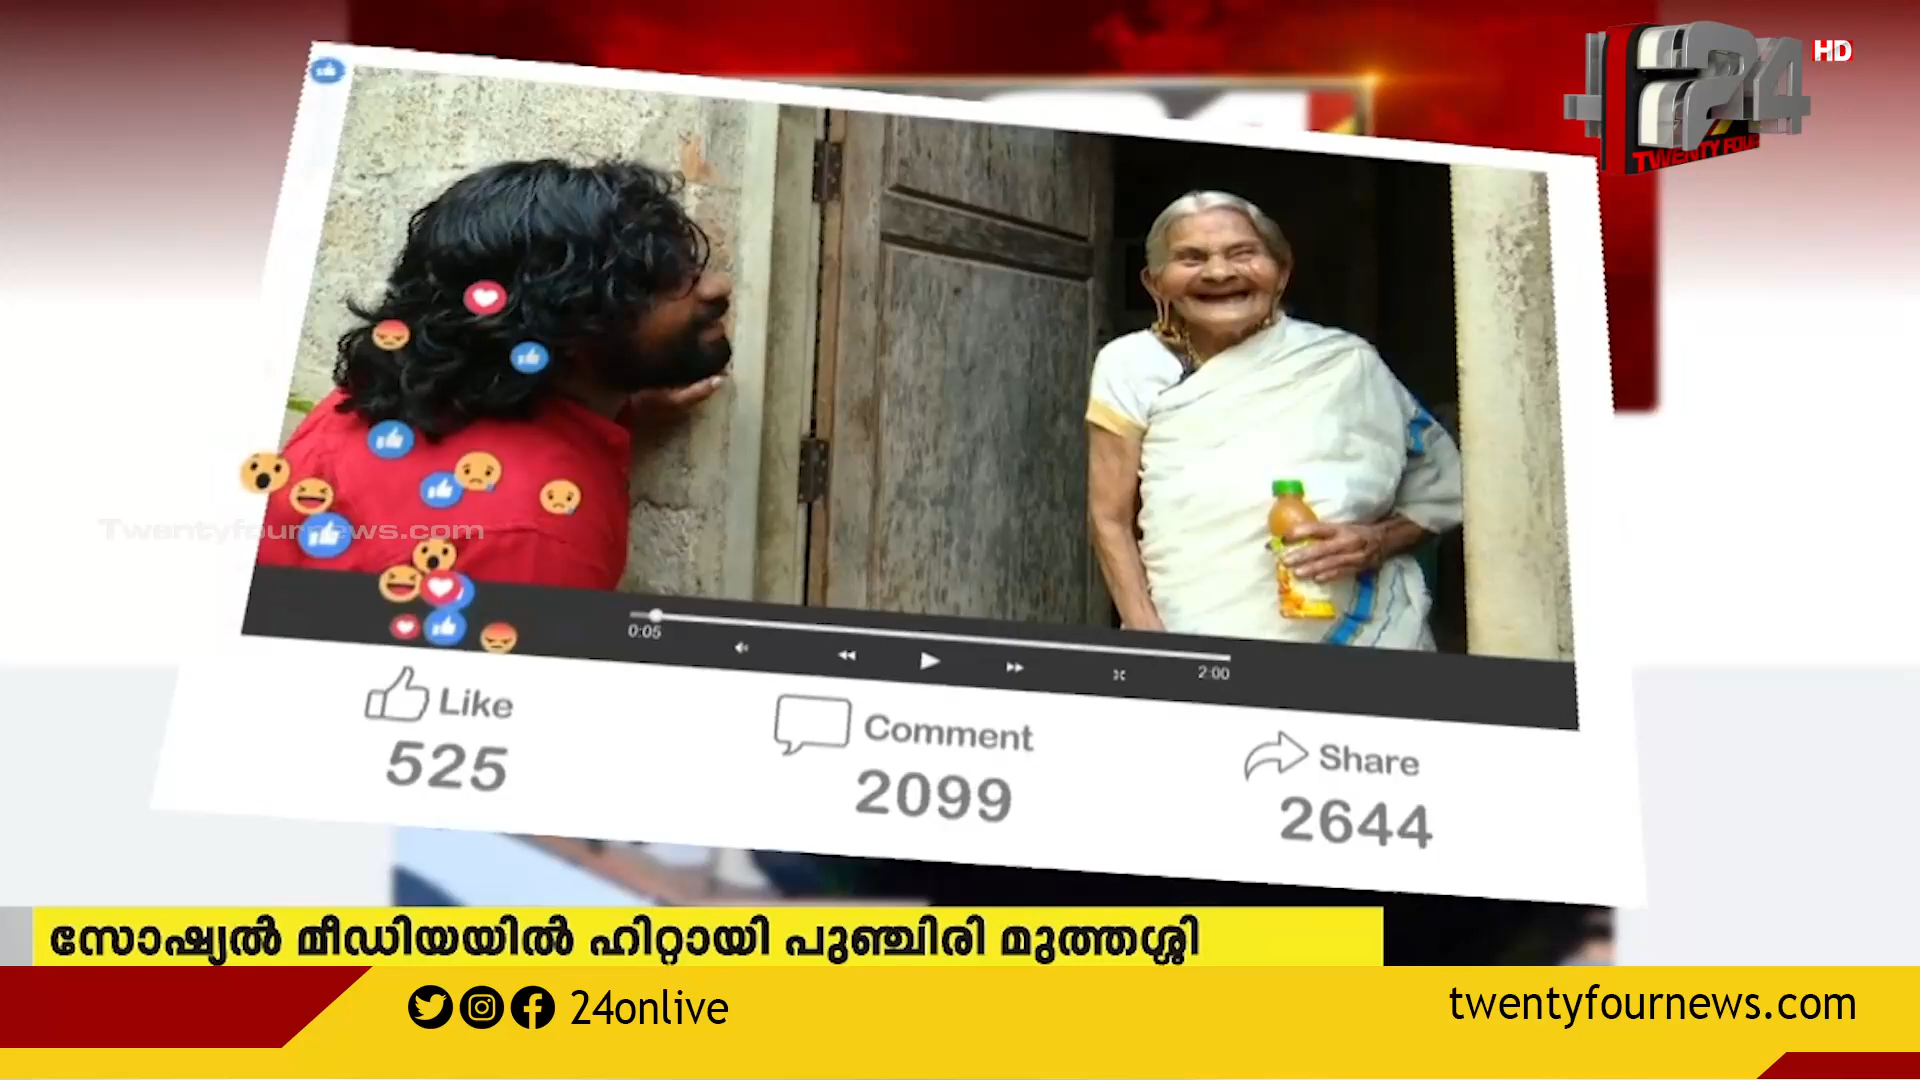 24
HD
TWENTY FOUR
Twentyfournews.com
0:05
2:00
Like
525
Comment
2099
Share
2644
സോഷ്യൽ മീഡിയയിൽ ഹിറ്റായി പുഞ്ചിരി മുത്തശ്ശി
24onlive
twentyfournews.com